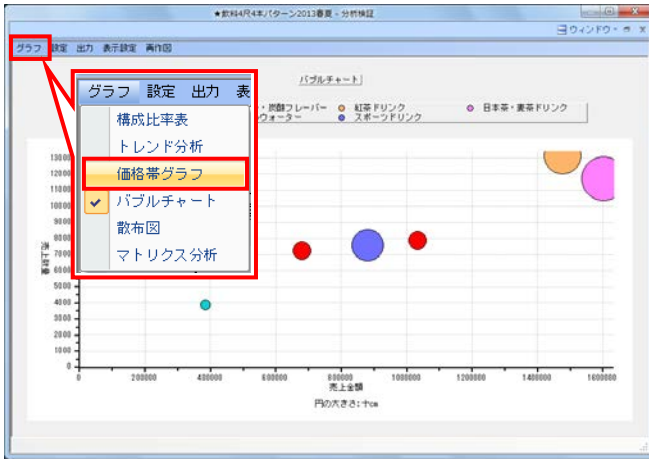 ★飲料4尺4本パターン2013春夏 - 分析検証
ウィンドウ
グラフ 設定 出力 表示設定 再作図
バブルチャート
・炭酸フレーバー 紅茶ドリンク 日本茶・麦茶ドリンク
ウォーター スポーツドリンク
グラフ 設定 出力 表
構成比率表
トレンド分析
価格帯グラフ
バブルチャート
散布図
マトリクス分析
13000
12000
10000
9000
8000
6000
5000
4000
3000
2000
1000
0
売上数量
0 200000 400000 600000 800000 1000000 1200000 1400000 1600000
売上金額
円の大きさ:十cm